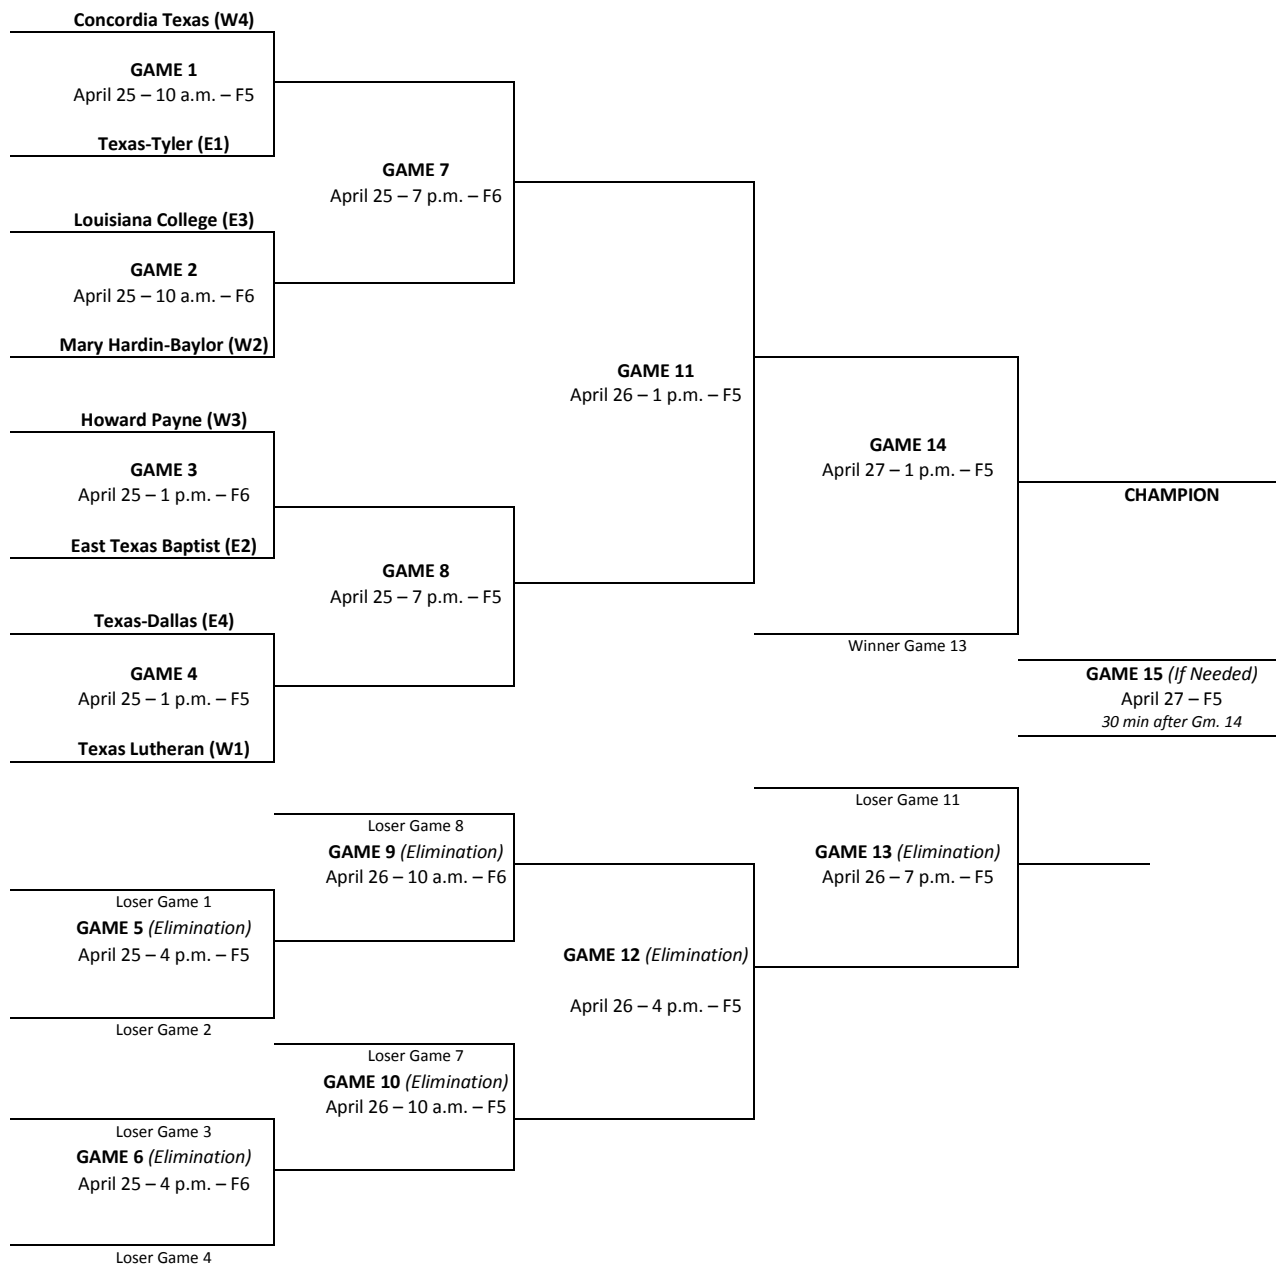 Concordia Texas (W4)
GAME 1
April 25 – 10 a.m. – F5
Texas-Tyler (E1)
GAME 7
April 25 – 7 p.m. – F6
Louisiana College (E3)
GAME 2
April 25 – 10 a.m. – F6
Mary Hardin-Baylor (W2)
GAME 11
April 26 – 1 p.m. – F5
Howard Payne (W3)
GAME 3
April 25 – 1 p.m. – F6
East Texas Baptist (E2)
GAME 14
April 27 – 1 p.m. – F5
CHAMPION
GAME 8
April 25 – 7 p.m. – F5
Texas-Dallas (E4)
GAME 4
April 25 – 1 p.m. – F5
Texas Lutheran (W1)
Winner Game 13
GAME 15 (If Needed)
April 27 – F5
30 min after Gm. 14
Loser Game 11
Loser Game 8
GAME 9 (Elimination)
April 26 – 10 a.m. – F6
GAME 13 (Elimination)
April 26 – 7 p.m. – F5
Loser Game 1
GAME 5 (Elimination)
April 25 – 4 p.m. – F5
Loser Game 2
GAME 12 (Elimination)
April 26 – 4 p.m. – F5
Loser Game 7
GAME 10 (Elimination)
April 26 – 10 a.m. – F5
Loser Game 3
GAME 6 (Elimination)
April 25 – 4 p.m. – F6
Loser Game 4